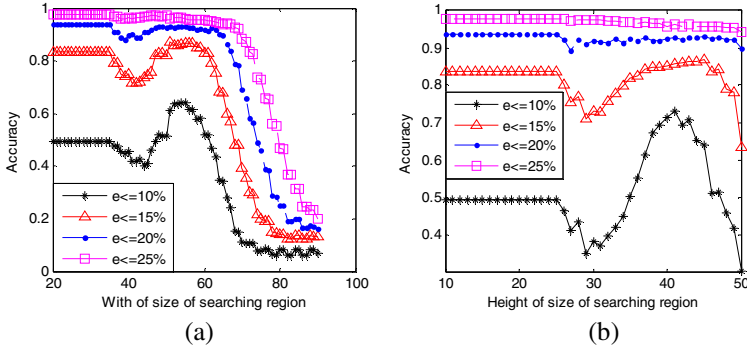 1
0.8
0.6
0.4
0.2
0
Accuracy
20 40 60 80 100
With of size of searching region
e<=10%
e<=15%
e<=20%
e<=25%
(a)
1
0.9
0.8
0.7
0.6
0.5
0.4
Accuracy
10 20 30 40 50
Height of size of searching region
e<=10%
e<=15%
e<=20%
e<=25%
(b)